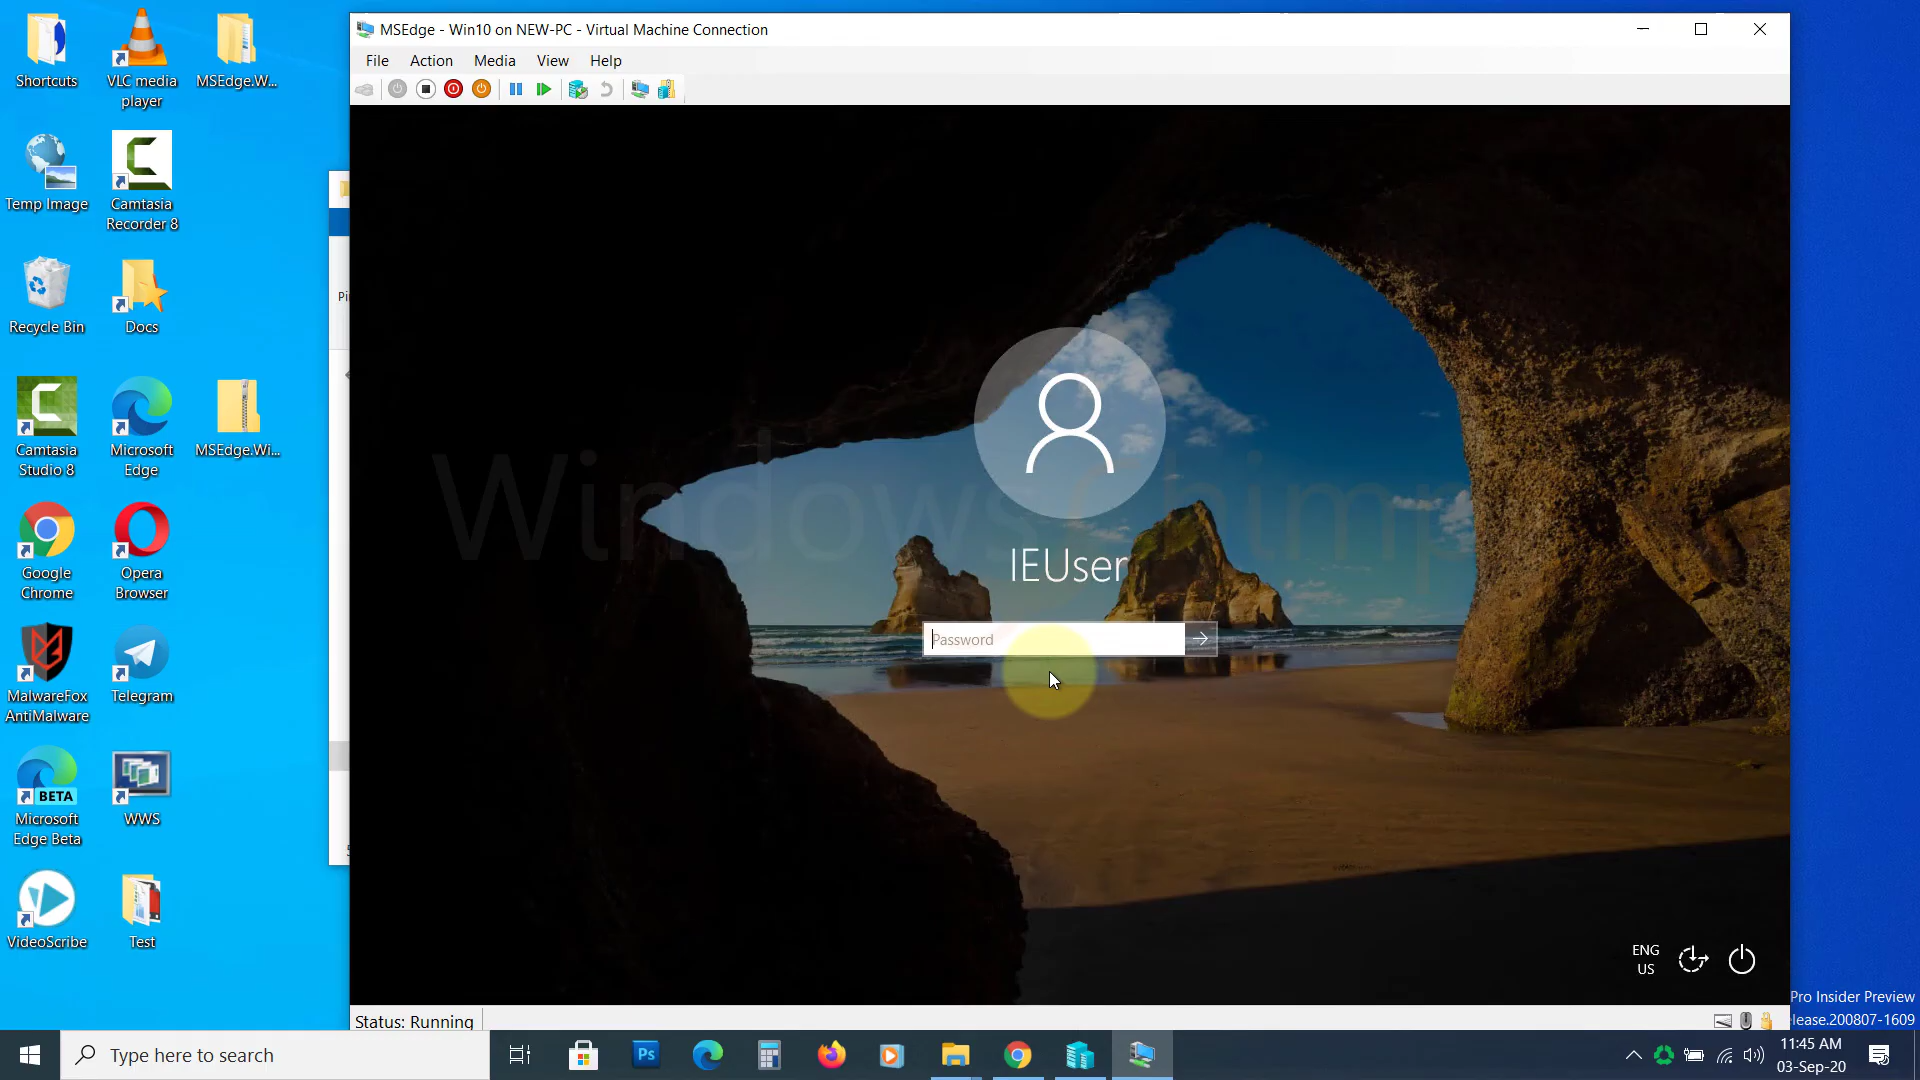 MSEdge - Win10 on NEW-PC - Virtual Machine Connection
File Action Media View Help
Shortcuts
VLC media
player
MSEdge.W...
Temp Image
Camtasia
Recorder 8
Recycle Bin
Docs
Pi
Camtasia
Studio 8
Microsoft
Edge
MSEdge.Wi...
Google
Chrome
Opera
Browser
MalwareFox
AntiMalware
Telegram
BETA
Microsoft
Edge Beta
WWS
VideoScribe
Test
WindowsChimp
IEUser
Password
ENG
US
Status: Running
Pro Insider Preview
lease.200807-1609
Type here to search
Ps
11:45 AM
03-Sep-20